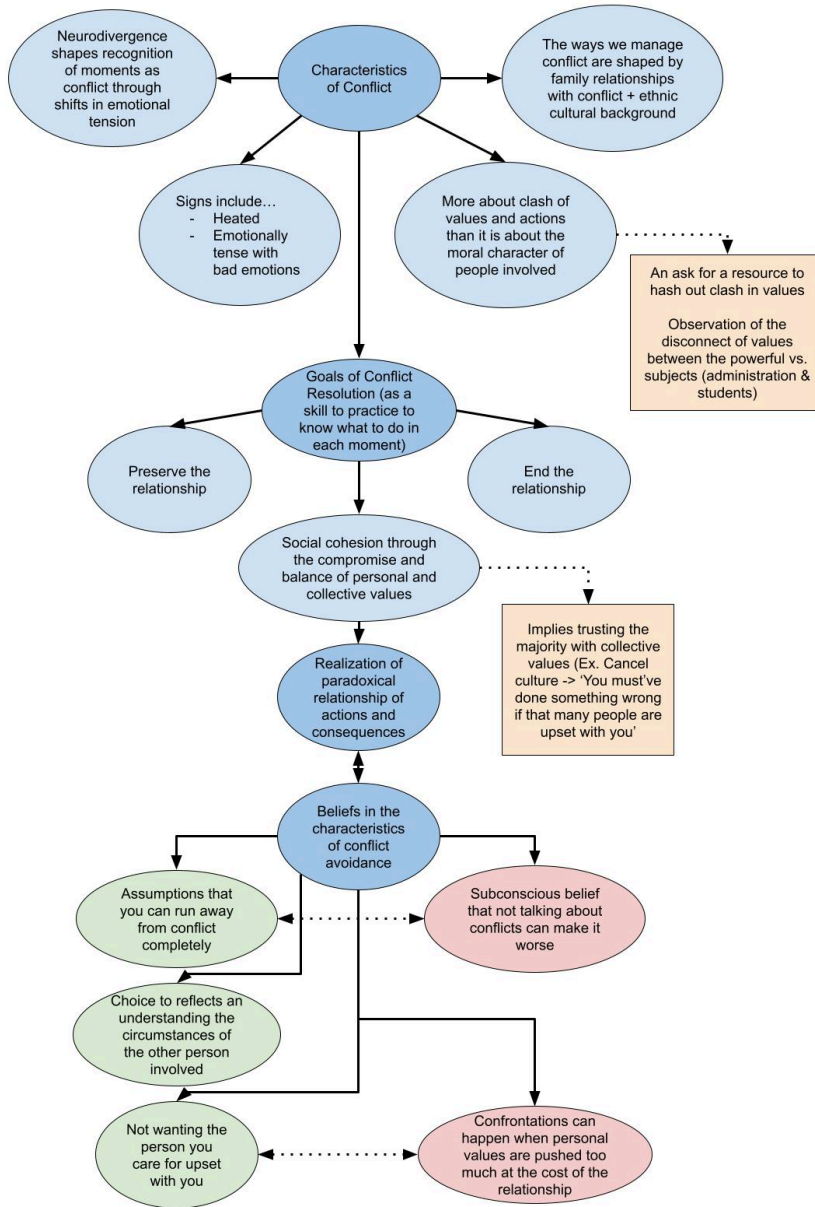 Neurodivergence
shapes recognition
of moments as
conflict through
shifts in emotional
tension
Characteristics
of Conflict
The ways we manage
conflict are shaped by
family relationships
with conflict + ethnic
cultural background
Signs include…
- Heated
- Emotionally
tense with
bad emotions
More about clash of
values and actions
than it is about the
moral character of
people involved
An ask for a resource to
hash out clash in values
Observation of the
disconnect of values
between the powerful vs.
subjects (administration &
students)
Goals of Conflict
Resolution (as a
skill to practice to
know what to do in
each moment)
Preserve the
relationship
End the
relationship
Social cohesion through
the compromise and
balance of personal and
collective values
Implies trusting the
majority with collective
values (Ex. Cancel
culture -> ‘You must’ve
done something wrong
if that many people are
upset with you’
Realization of
paradoxical
relationship of
actions and
consequences
Beliefs in the
characteristics
of conflict
avoidance
Assumptions that
you can run away
from conflict
completely
Subconscious belief
that not talking about
conflicts can make it
worse
Choice to reflects an
understanding the
circumstances of
the other person
involved
Not wanting the
person you
care for upset
with you
Confrontations can
happen when personal
values are pushed too
much at the cost of the
relationship